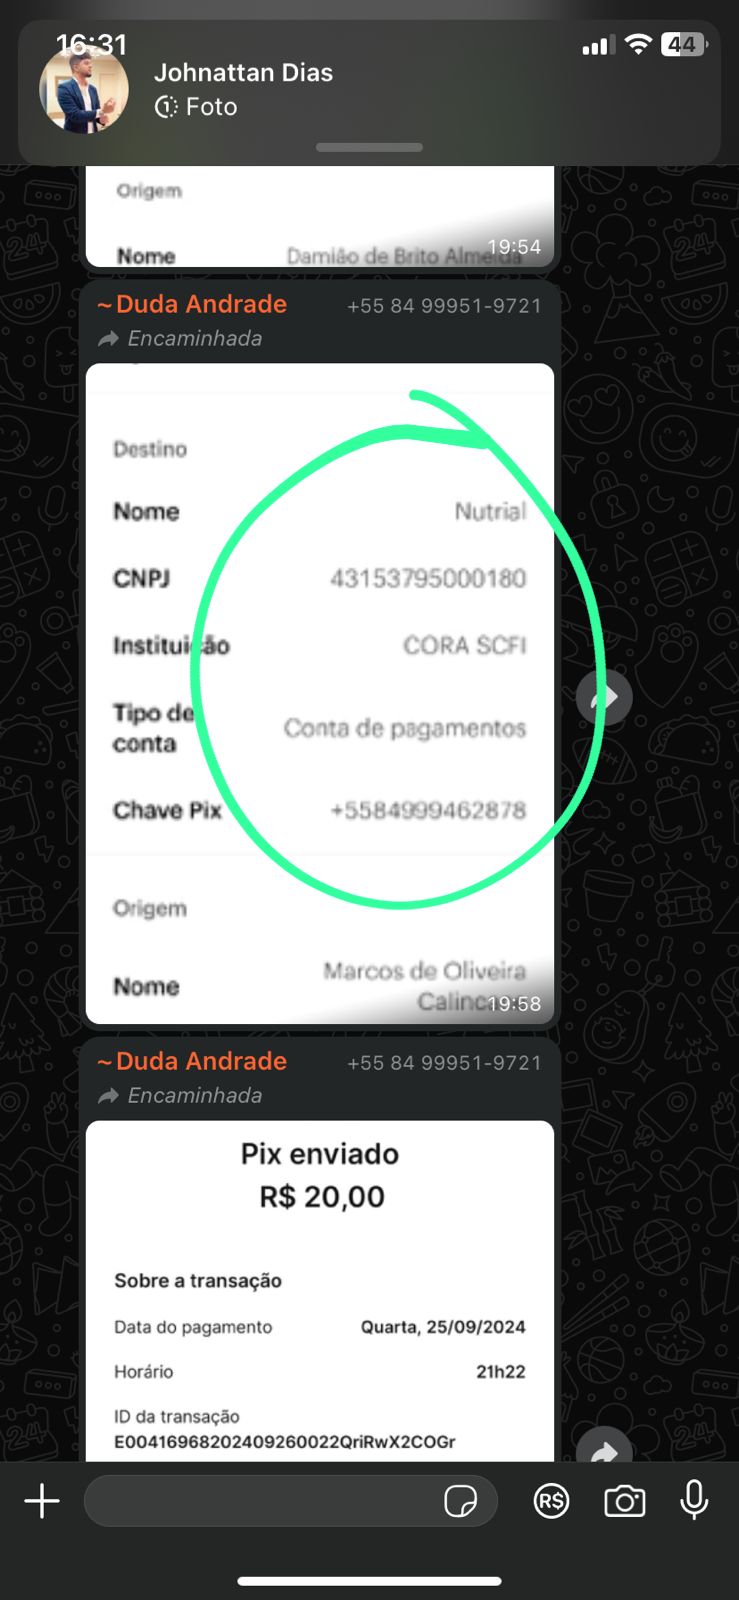 16:31
44
Johnattan Dias
Foto
Origem
Nome Damião de Brito Almeida
19:54
~Duda Andrade +55 84 99951-9721
Encaminhada
Destino
Nome Nutrial
CNPJ 43153795000180
Instituição CORA SCFI
Tipo de
conta Conta de pagamentos
Chave Pix +5584999462878
Origem
Nome Marcos de Oliveira
19:58
~Duda Andrade +55 84 99951-9721
Encaminhada
Pix enviado
R$ 20,00
Sobre a transação
Data do pagamento Quarta, 25/09/2024
Horário 21h22
ID da transação
E00416968202409260022QriRwX2COGr
R$